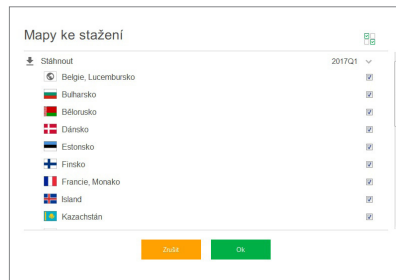 Mapy ke stažení
Stáhnout 2017Q1
Belgie, Lucembursko
Bulharsko
Bělorusko
Dánsko
Estonsko
Finsko
Francie, Monako
Island
Kazachstán
Zrušit Ok